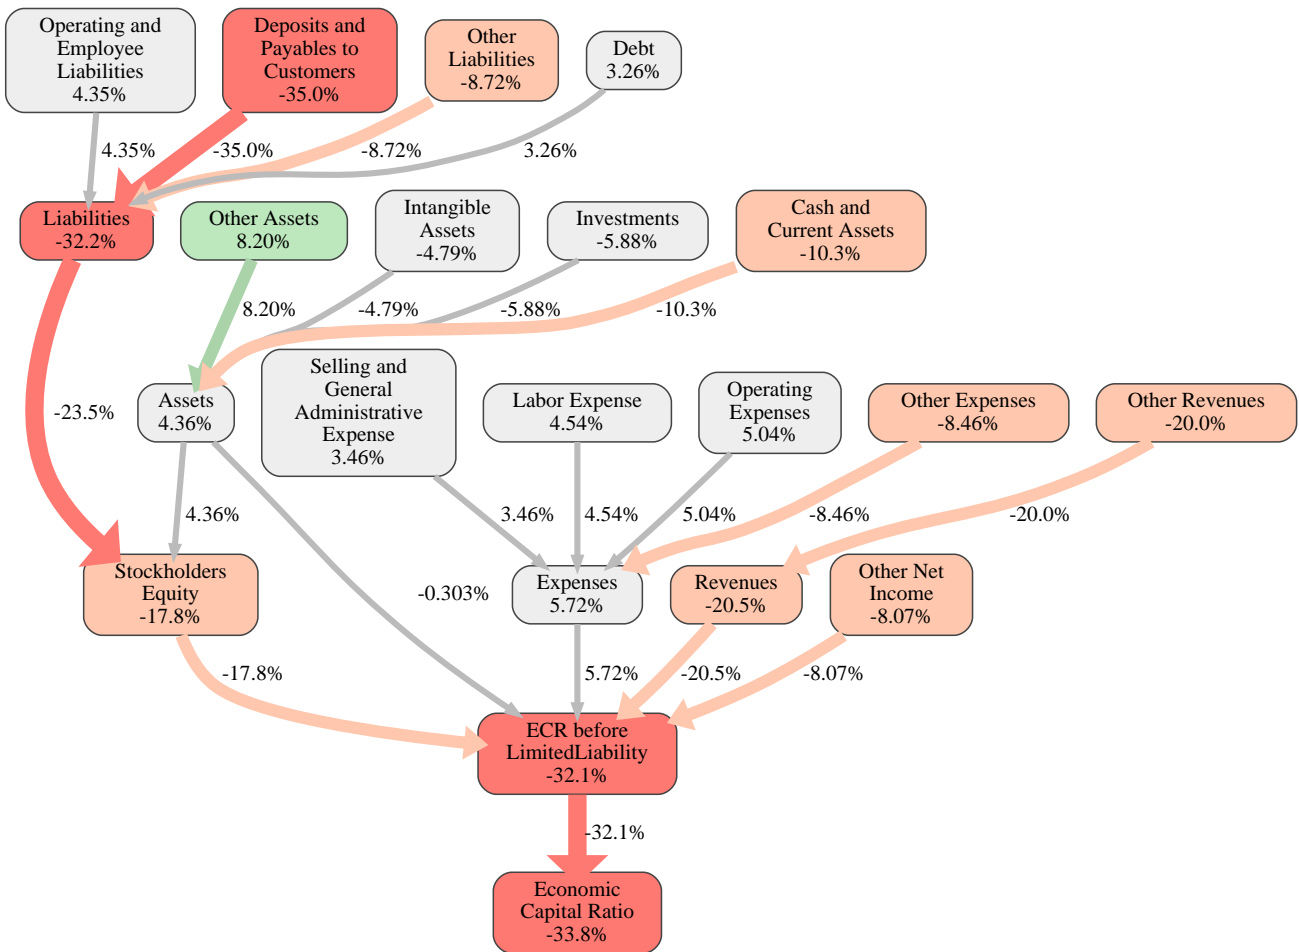 Operating and
Employee
Liabilities
4.35%
Deposits and
Payables to
Customers
-35.0%
Other
Liabilities
-8.72%
Debt
3.26%
4.35%
-35.0%
-8.72%
3.26%
Liabilities
-32.2%
Other Assets
8.20%
Intangible
Assets
-4.79%
Investments
-5.88%
Cash and
Current Assets
-10.3%
8.20%
-4.79%
-5.88%
-10.3%
Assets
4.36%
Selling and
General
Administrative
Expense
3.46%
Labor Expense
4.54%
Operating
Expenses
5.04%
Other Expenses
-8.46%
Other Revenues
-20.0%
-23.5%
4.36%
3.46%
4.54%
5.04%
-8.46%
-20.0%
Stockholders
Equity
-17.8%
-0.303%
Expenses
5.72%
Revenues
-20.5%
Other Net
Income
-8.07%
-17.8%
5.72%
-20.5%
-8.07%
ECR before
LimitedLiability
-32.1%
-32.1%
Economic
Capital Ratio
-33.8%